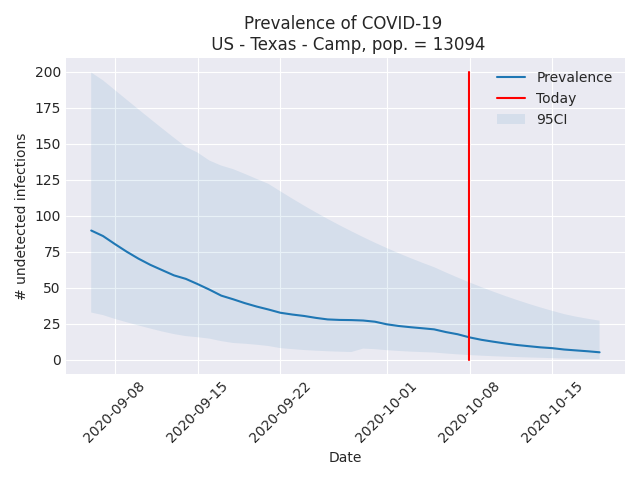 Prevalence of COVID-19
US - Texas - Camp, pop. = 13094
# undetected infections
200
175
150
125
100
75
50
25
0
Prevalence
Today
95CI
2020-09-08
2020-09-15
2020-09-22
2020-10-01
2020-10-08
2020-10-15
Date